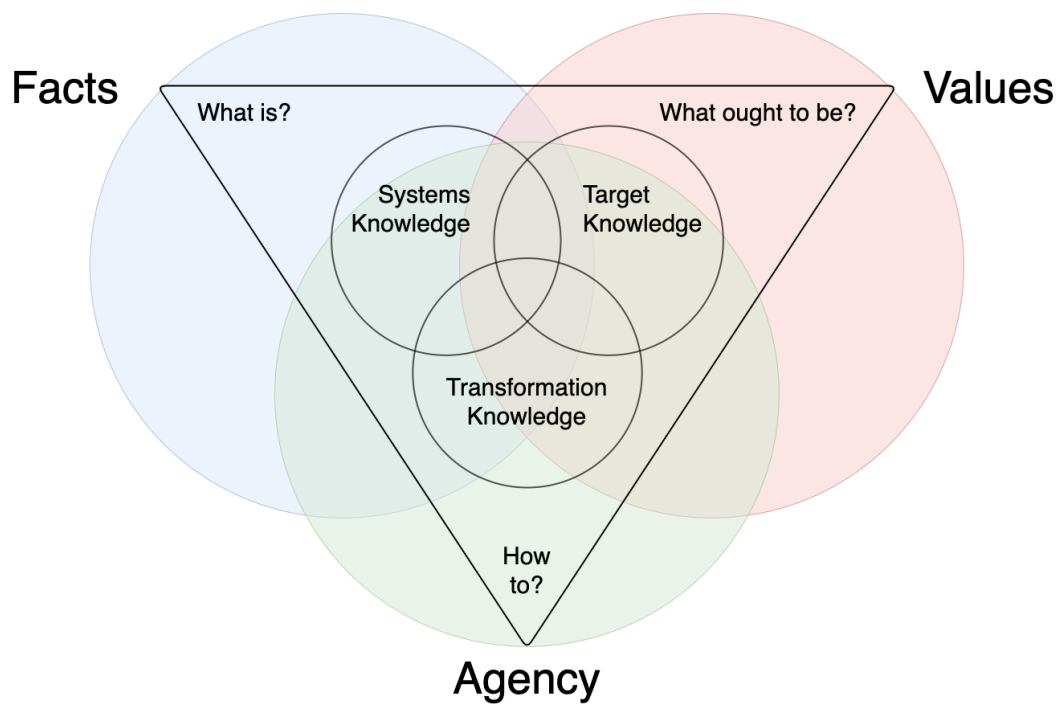 Facts
Values
What is?
What ought to be?
Systems
Knowledge
Target
Knowledge
Transformation
Knowledge
How
to?
Agency